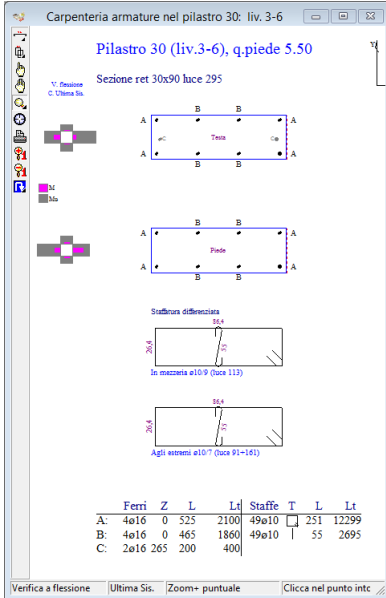 Carpenteria armature nel pilastro 30: liv. 3-6
Pilastro 30 (liv.3-6), q.piede 5.50
Sezione ret 30x90 luce 295
V. flessione
C. Ultima Sis.
B B
A A
Testa
A A
B B
M
Mu
B B
A A
Piede
A A
B B
Staffatura differenziata
86,4
26,4
55
In mezzeria ø10/9 (luce 113)
86,4
26,4
55
Agli estremi ø10/7 (luce 91+161)
Ferri Z L Lt Staffe T L Lt
A: 4ø16 0 525 2100 49ø10 251 12299
B: 4ø16 0 465 1860 49ø10 55 2695
C: 2ø16 265 200 400
Verifica a flessione Ultima Sis. Zoom+ puntuale Clicca nel punto intc